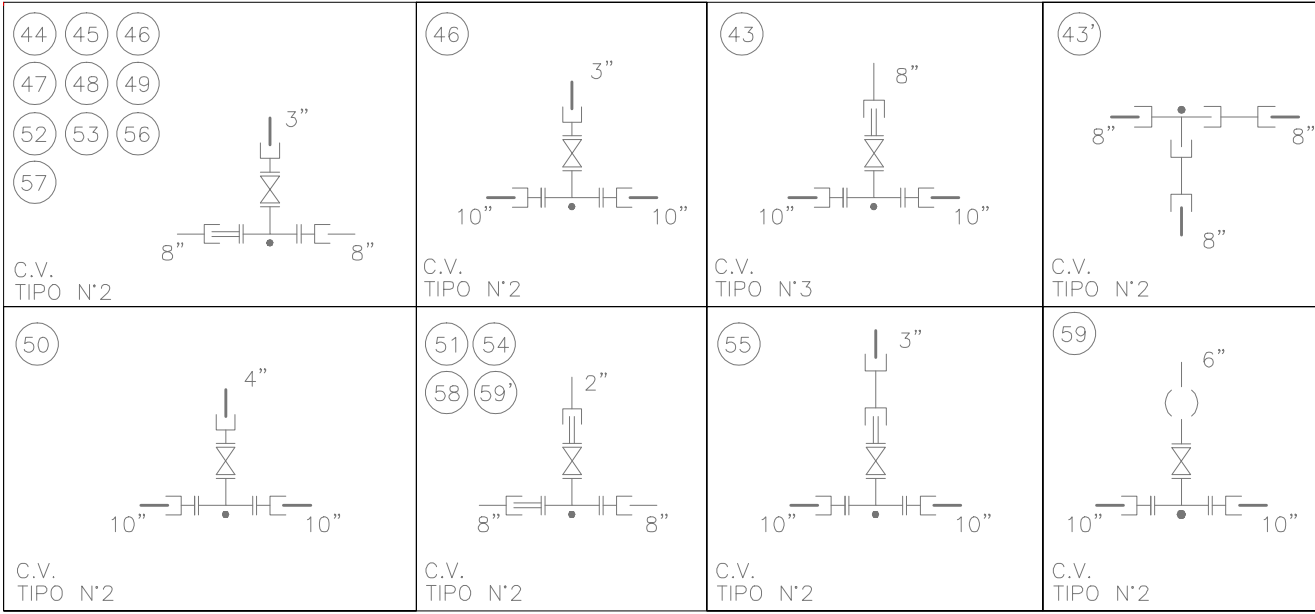 44 45 46
47 48 49
52 53 56
57
3”
8” 8”
C.V.
TIPO N°2
46
3”
10” 10”
C.V.
TIPO N°2
43
8”
10” 10”
C.V.
TIPO N°3
43’
8” 8”
8”
C.V.
TIPO N°2
50
4”
10” 10”
C.V.
TIPO N°2
51 54
58 59’
2”
8” 8”
C.V.
TIPO N°2
55
3”
10” 10”
C.V.
TIPO N°2
59
6”
10” 10”
C.V.
TIPO N°2